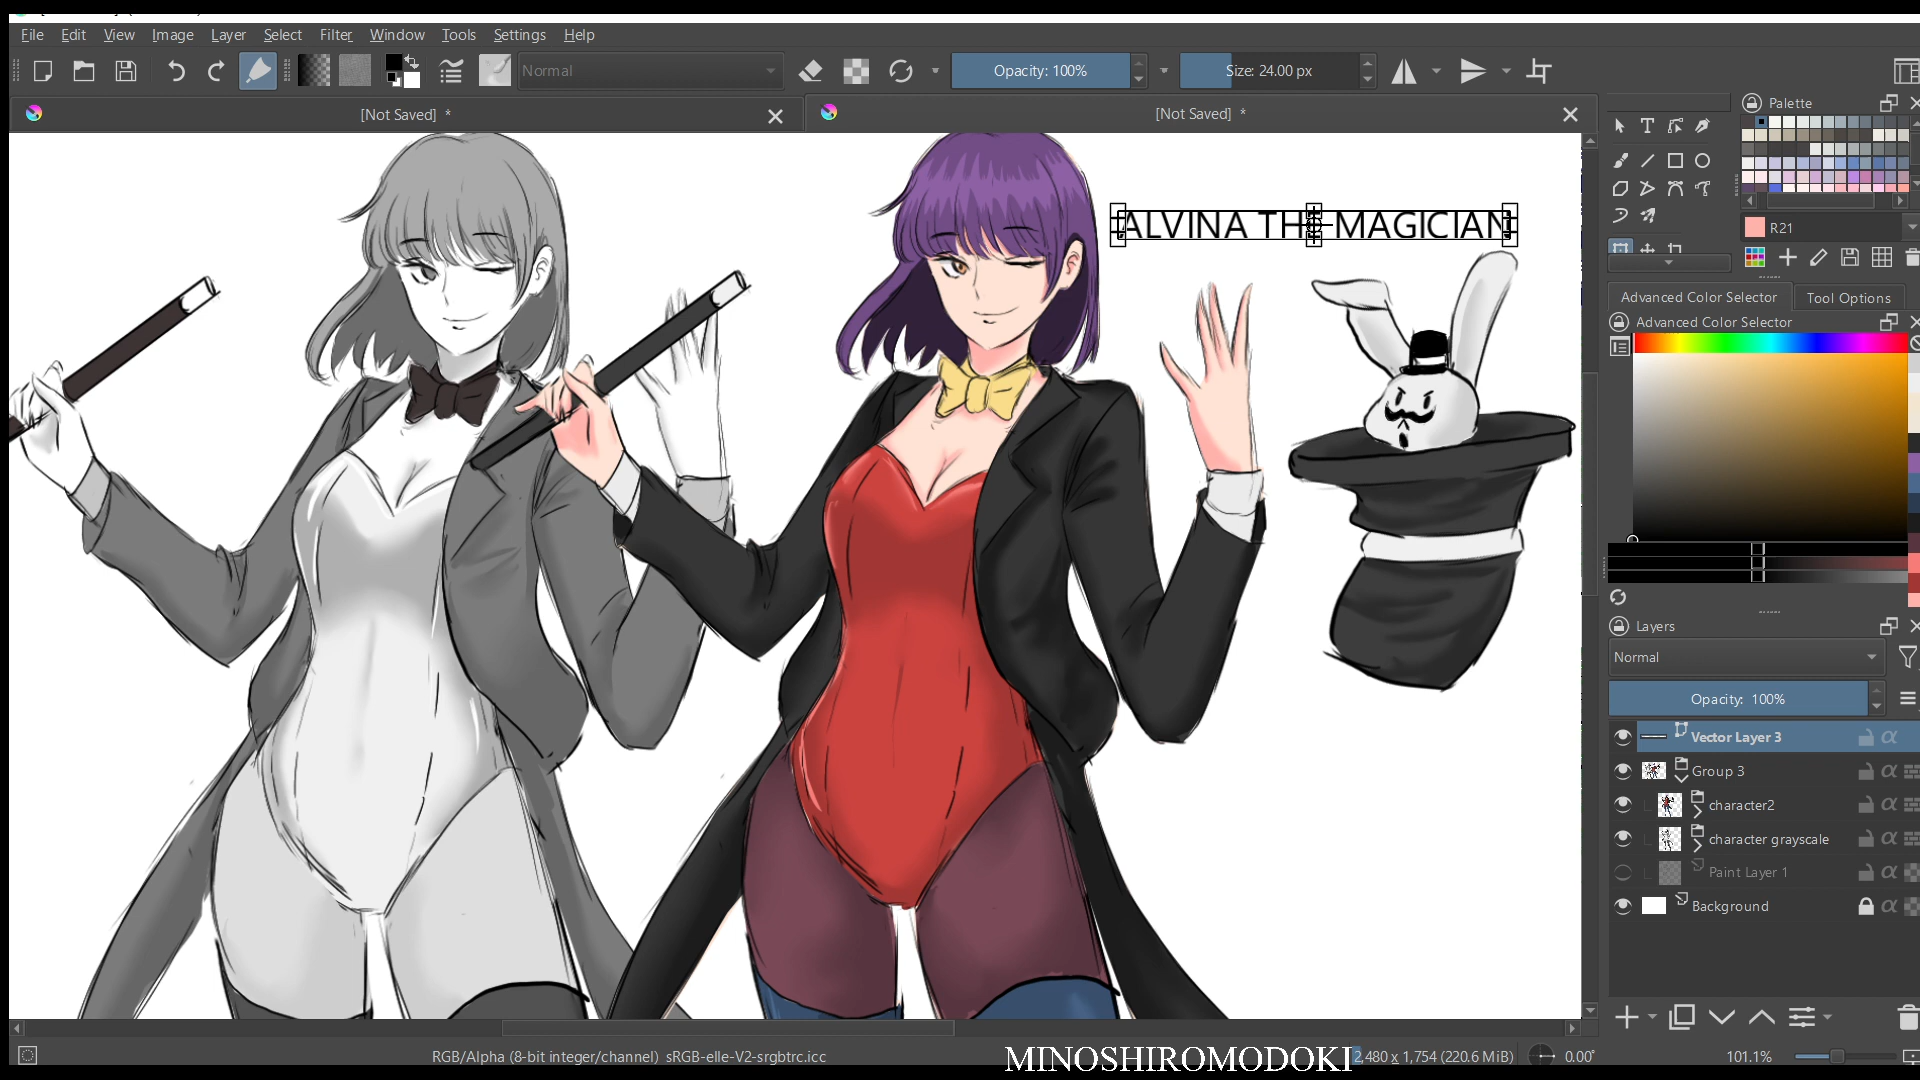 File Edit View Image Layer Select Filter Window Tools Settings Help
Normal
Opacity: 100%
Size: 24.00 px
[Not Saved] *
[Not Saved] *
Palette
ALVINA THE MAGICIAN
R21
Advanced Color Selector
Tool Options
Advanced Color Selector
Layers
Normal
Opacity: 100%
Vector Layer 3
Group 3
character2
character grayscale
Paint Layer 1
Background
RGB/Alpha (8-bit integer/channel) sRGB-elle-V2-srgbtrc.icc
MINOSHIROMODOKI
2,480 x 1,754 (220.6 MiB)
0.00°
101.1%